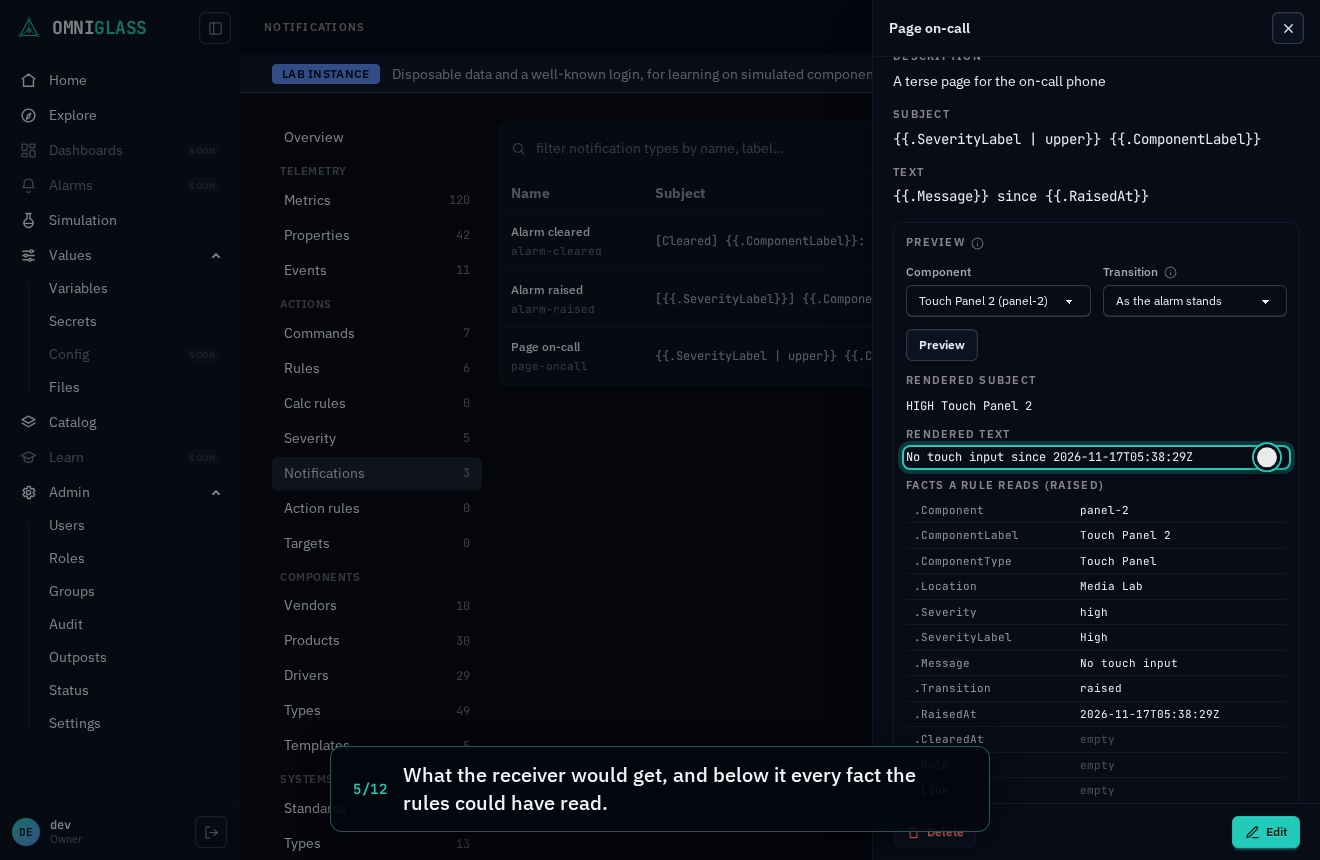 OMNIGLASS
Home
Explore
Dashboards SOON
Alarms SOON
Simulation
Values
Variables
Secrets
Config SOON
Files
Catalog
Learn SOON
Admin
Users
Roles
Groups
Audit
Outposts
Status
Settings
DE dev
Owner
NOTIFICATIONS
LAB INSTANCE Disposable data and a well-known login, for learning on simulated componen
Overview
TELEMETRY
Metrics 120
Properties 42
Events 11
ACTIONS
Commands 7
Rules 6
Calc rules 0
Severity 5
Notifications 3
Action rules 0
Targets 0
COMPONENTS
Vendors 10
Products 30
Drivers 29
Types 49
Templates 5
SYSTEMS
Standards
Types 13
filter notification types by name, label...
Name Subject
Alarm cleared
alarm-cleared
[Cleared] {{.ComponentLabel}}:
Alarm raised
alarm-raised
[{{.SeverityLabel}}] {{.Compone
Page on-call
page-oncall
{{.SeverityLabel | upper}} {{.C
Page on-call
DESCRIPTION
A terse page for the on-call phone
SUBJECT
{{.SeverityLabel | upper}} {{.ComponentLabel}}
TEXT
{{.Message}} since {{.RaisedAt}}
PREVIEW
Component Transition
Touch Panel 2 (panel-2) As the alarm stands
Preview
RENDERED SUBJECT
HIGH Touch Panel 2
RENDERED TEXT
No touch input since 2026-11-17T05:38:29Z
FACTS A RULE READS (RAISED)
.Component panel-2
.ComponentLabel Touch Panel 2
.ComponentType Touch Panel
.Location Media Lab
.Severity high
.SeverityLabel High
.Message No touch input
.Transition raised
.RaisedAt 2026-11-17T05:38:29Z
.ClearedAt empty
.Rule empty
.Link empty
Delete Edit
5/12 What the receiver would get, and below it every fact the
rules could have read.